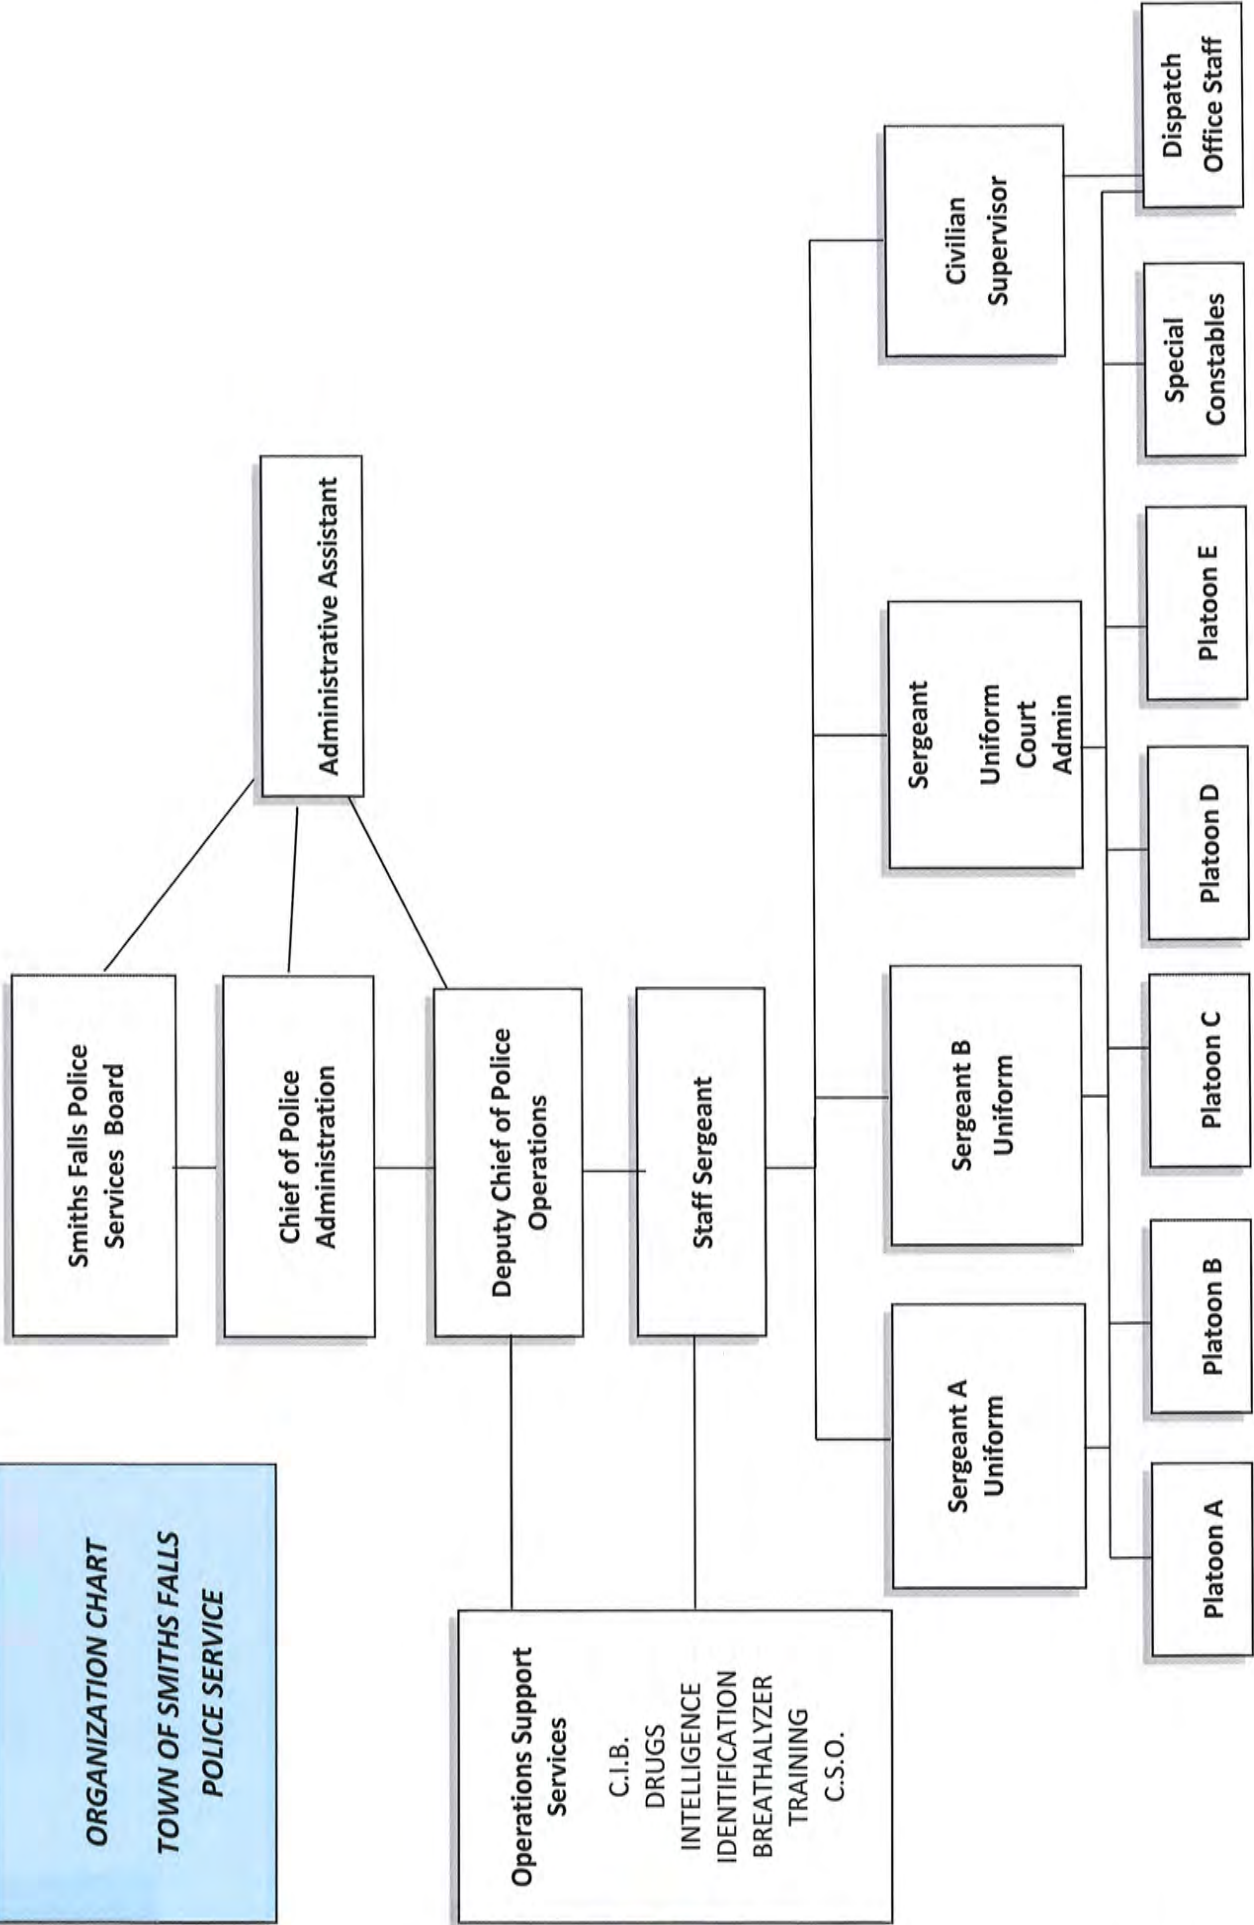 ORGANIZATION CHART
TOWN OF SMITHS FALLS
POLICE SERVICE
Smiths Falls Police
Services Board
Chief of Police
Administration
Administrative Assistant
Deputy Chief of Police
Operations
Operations Support
Services
C.I.B.
DRUGS
INTELLIGENCE
IDENTIFICATION
BREATHALYZER
TRAINING
C.S.O.
Staff Sergeant
Sergeant A
Uniform
Sergeant B
Uniform
Sergeant
Uniform
Court
Admin
Civilian
Supervisor
Platoon A
Platoon B
Platoon C
Platoon D
Platoon E
Special
Constables
Dispatch
Office Staff